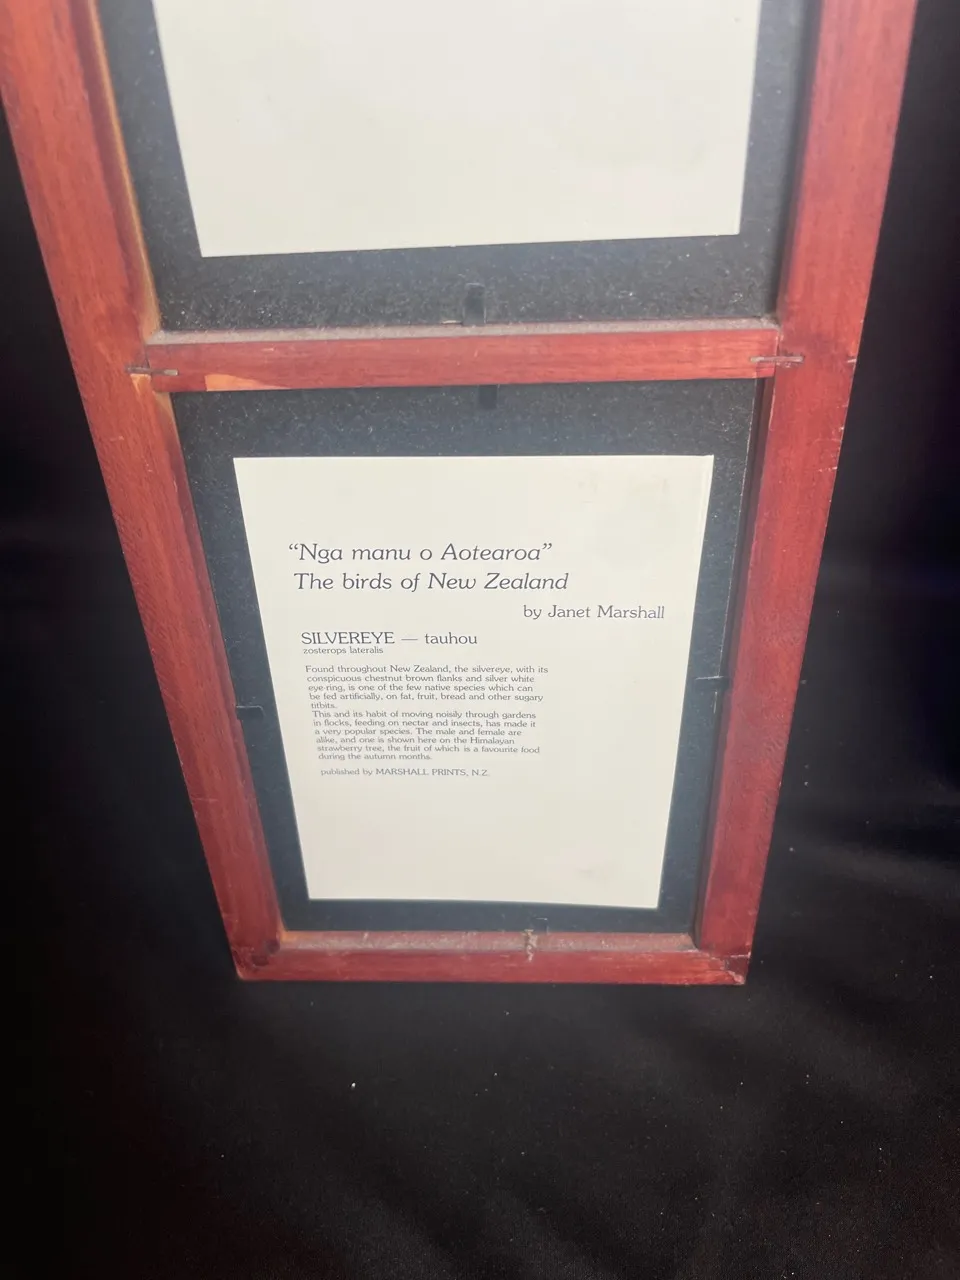 “Nga manu o Aotearoa”
The birds of New Zealand
by Janet Marshall
SILVEREYE — tauhou
zosterops lateralis
Found throughout New Zealand, the silvereye, with its
conspicuous chestnut brown flanks and silver white
eye-ring, is one of the few native species which can
be fed artificially, on fat, fruit, bread and other sugary
titbits.
This and its habit of moving noisily through gardens
in flocks, feeding on nectar and insects, has made it
a very popular species. The male and female are
alike, and one is shown here on the Himalayan
strawberry tree, the fruit of which is a favourite food
during the autumn months.
published by MARSHALL PRINTS, N.Z.